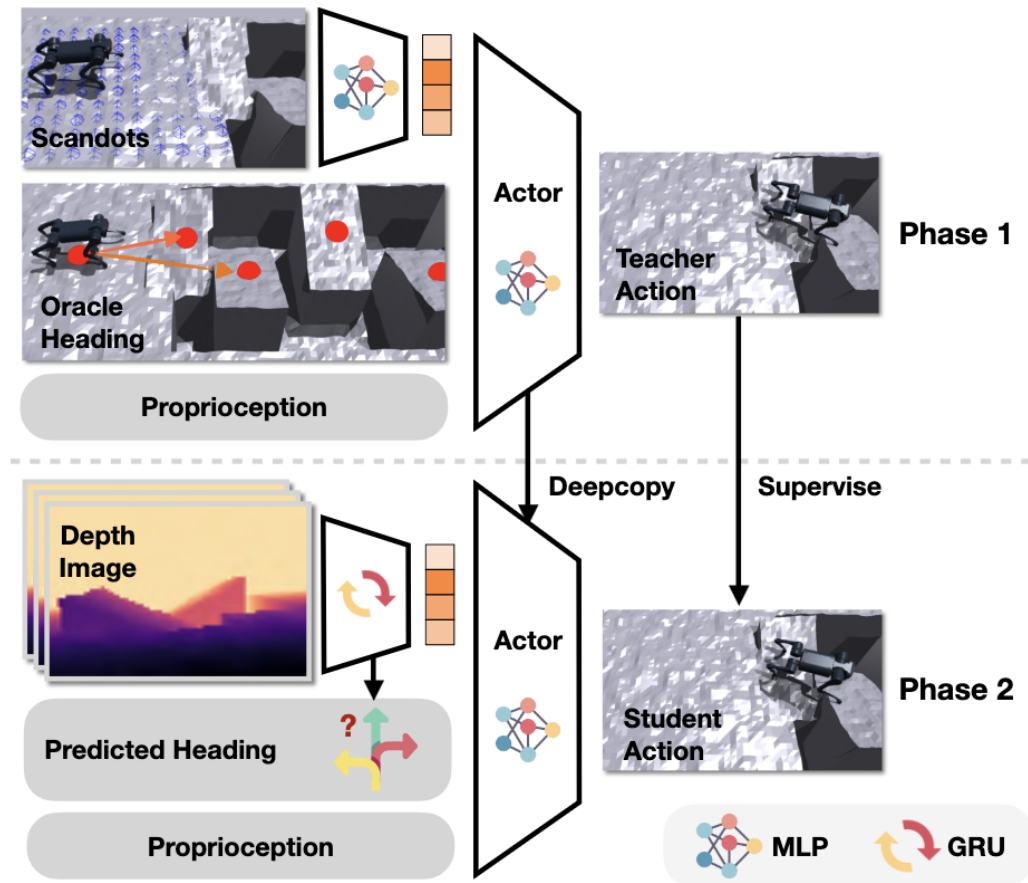 Scandots
Oracle
Heading
Proprioception
Actor
Teacher
Action
Phase 1
Deepcopy
Supervise
Depth
Image
Predicted Heading
?
Proprioception
Actor
Student
Action
Phase 2
MLP
GRU